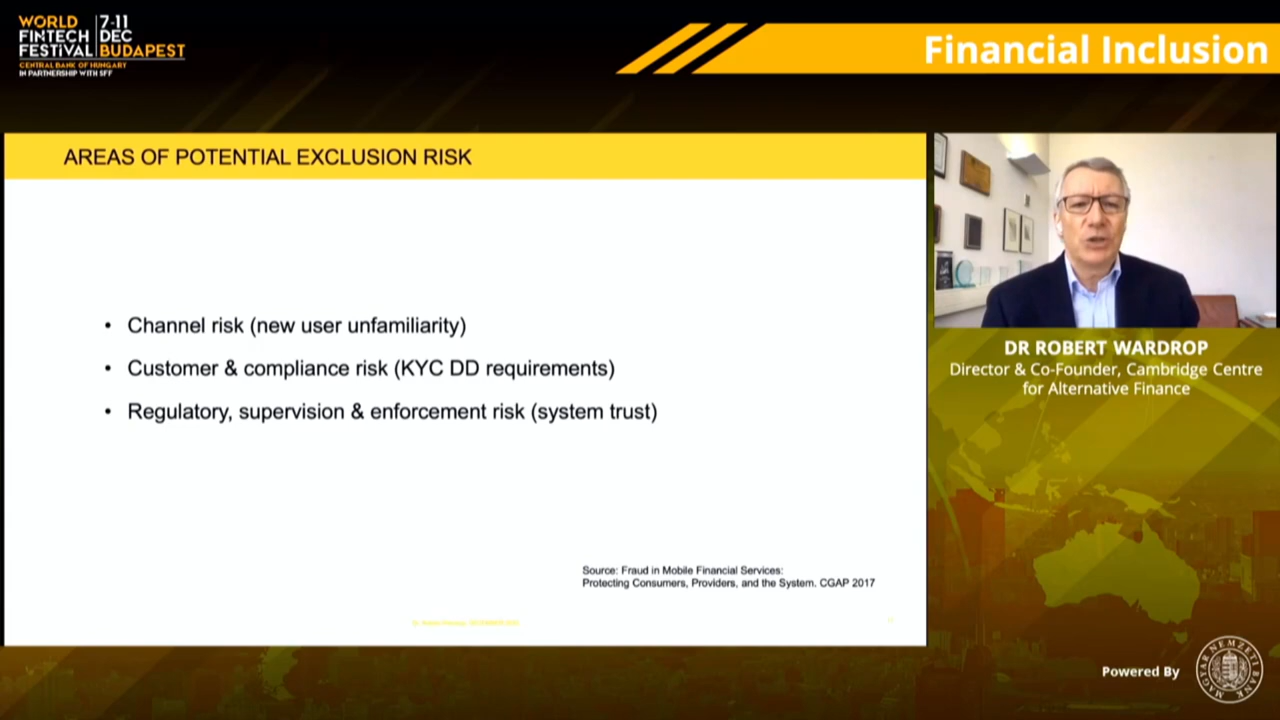 WORLD
FINTECH
FESTIVAL
7-11
DEC
BUDAPEST
CENTRAL BANK OF HUNGARY
IN PARTNERSHIP WITH SFF
Financial Inclusion
AREAS OF POTENTIAL EXCLUSION RISK
• Channel risk (new user unfamiliarity)
• Customer & compliance risk (KYC DD requirements)
• Regulatory, supervision & enforcement risk (system trust)
Source: Fraud in Mobile Financial Services:
Protecting Consumers, Providers, and the System. CGAP 2017
DR ROBERT WARDROP
Director & Co-Founder, Cambridge Centre
for Alternative Finance
Powered By
MAGYAR NEMZETI BANK